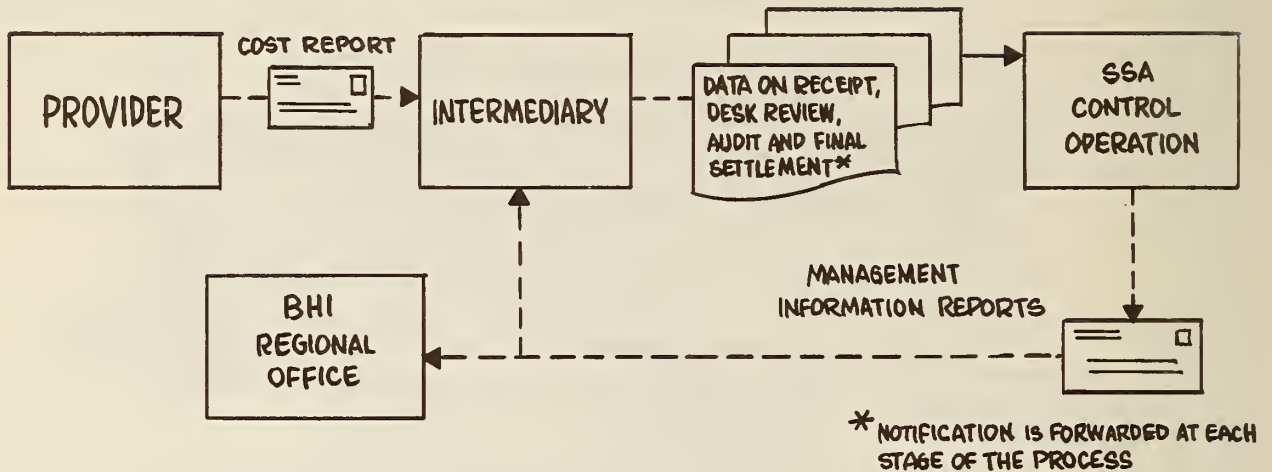 COST REPORT
PROVIDER
INTERMEDIARY
DATA ON RECEIPT,
DESK REVIEW,
AUDIT AND FINAL
SETTLEMENT*
SSA
CONTROL
OPERATION
BHI
REGIONAL
OFFICE
MANAGEMENT
INFORMATION REPORTS
* NOTIFICATION IS FORWARDED AT EACH
STAGE OF THE PROCESS